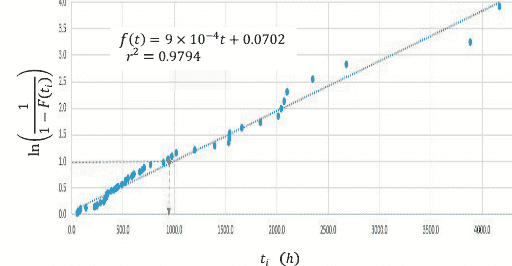 4.0
f(t) = 9 × 10⁻⁴t + 0.0702
r² = 0.9794
3.5
3.0
2.5
2.0
1.5
1.0
0.5
0.0
ln(1/(1 − F(tᵢ)))
0.0 500.0 1000.0 1500.0 2000.0 2500.0 3000.0 3500.0 4000.0
tᵢ (h)